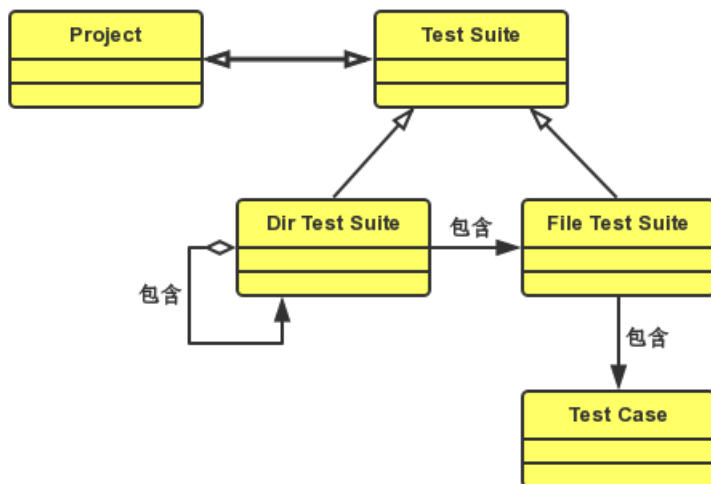 Project
Test Suite
Dir Test Suite
包含
File Test Suite
包含
包含
Test Case